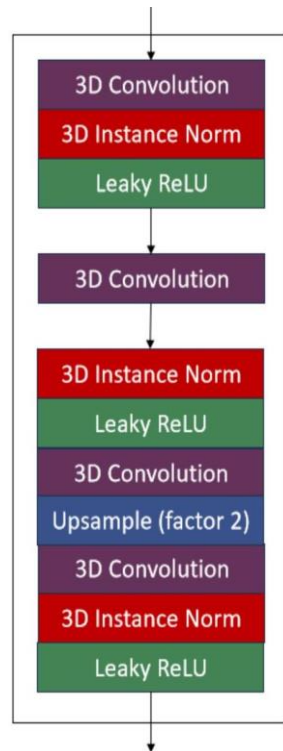 3D Convolution
3D Instance Norm
Leaky ReLU
3D Convolution
3D Instance Norm
Leaky ReLU
3D Convolution
Upsample (factor 2)
3D Convolution
3D Instance Norm
Leaky ReLU